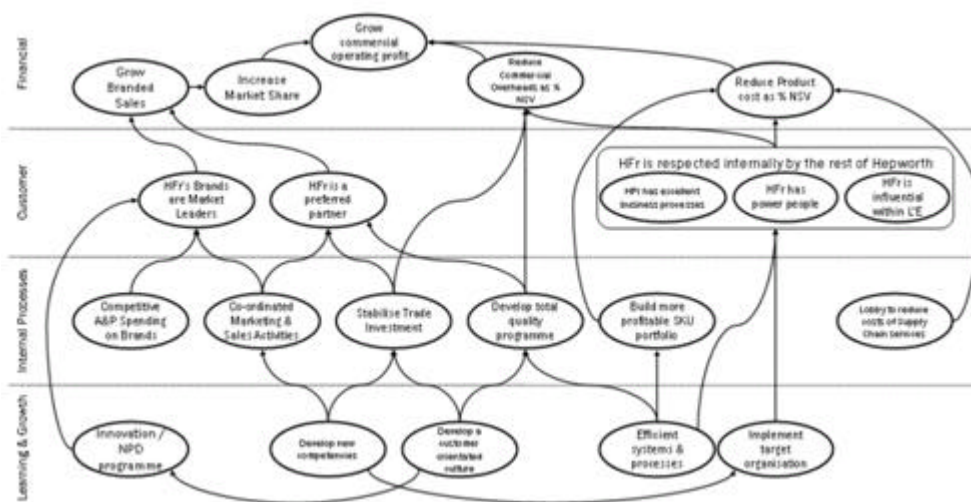 Financial
Grow
commercial
operating profit
Grow
Branded
Sales
Increase
Market Share
Reduce
Commercial
Overheads as %
NSV
Reduce Product
cost as % NSV
Customer
HFr's Brands
are Market
Leaders
HFr is a
preferred
partner
HFr is respected internally by the rest of Hepworth
HFr has excellent
business processes
HFr has
power people
HFr is
influential
within
Internal Processes
Competitive
A&P Spending
on Brands
Co-ordinated
Marketing &
Sales Activities
Stabilise Trade
Investment
Develop total
quality
programme
Build more
profitable SKU
portfolio
Lobby to reduce
costs of Supply
Chain Services
Learning & Growth
Innovation /
NPD
programme
Develop new
competencies
Develop a
customer
orientated
culture
Efficient
systems &
processes
Implement
target
organisation